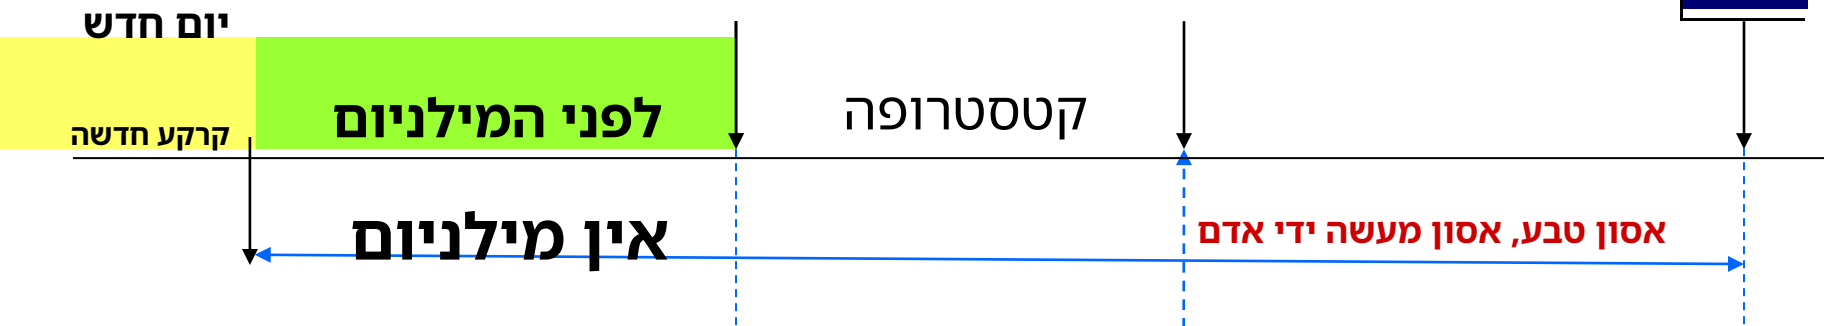 יום חדש
קטסטרופה
לפני המילניום
קרקע חדשה
אסון טבע, אסון מעשה ידי אדם
אין מילניום